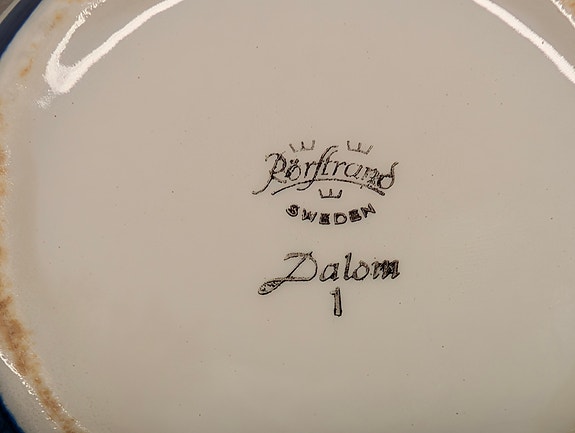 Rörstrand
SWEDEN
Dalom
1